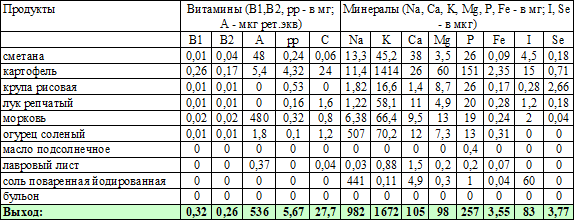 Продукты Витамины (B1,B2, pp - в мг; Минералы (Na, Ca, K, Mg, P, Fe - в мг; I, Se
А - мкг рет.экв) - мкг)
B1 B2 A pp C Na K Ca Mg P Fe I Se
сметана 0,01 0,04 48 0,24 0,06 13,3 45,2 38 3,5 26 0,09 4,5 0,18
картофель 0,26 0,17 5,4 4,32 24 11,4 1414 26 60 151 2,35 15 0,71
крупа рисовая 0,01 0,01 0 0,53 0 1,82 16,6 1,4 8,7 26 0,17 0,28 2,66
лук репчатый 0,01 0 0 0,16 1,6 1,22 58,1 11 4,9 20 0,28 1,2 0,18
морковь 0,02 0,02 480 0,32 0,8 6,38 66,4 9,5 13 19 0,24 2 0,04
огурец соленый 0,01 0,01 1,8 0,1 1,2 507 70,2 12 7,3 13 0,31 0 0
масло подсолнечное 0 0 0 0 0 0 0 0 0 0,4 0 0 0
лавровый лист 0 0 0,37 0 0,04 0,03 0,88 1,5 0,2 0,2 0,07 0 0
соль поваренная йодированная 0 0 0 0 0 441 0,11 4,9 0,3 1 0,04 60 0
бульон 0 0 0 0 0 0 0 0 0 0 0 0 0
Выход: 0,32 0,26 536 5,67 27,7 982 1672 105 98 257 3,55 83 3,77